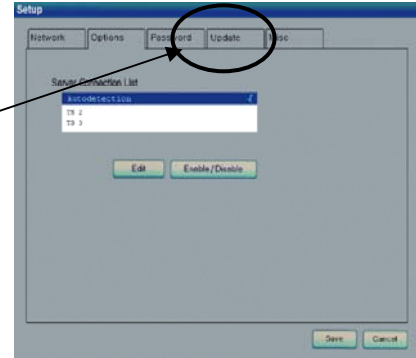 Setup
Network Options Password Update Misc
Server Connection List
Autodetection
TS 2
TS 3
Edit Enable/Disable
Save Cancel